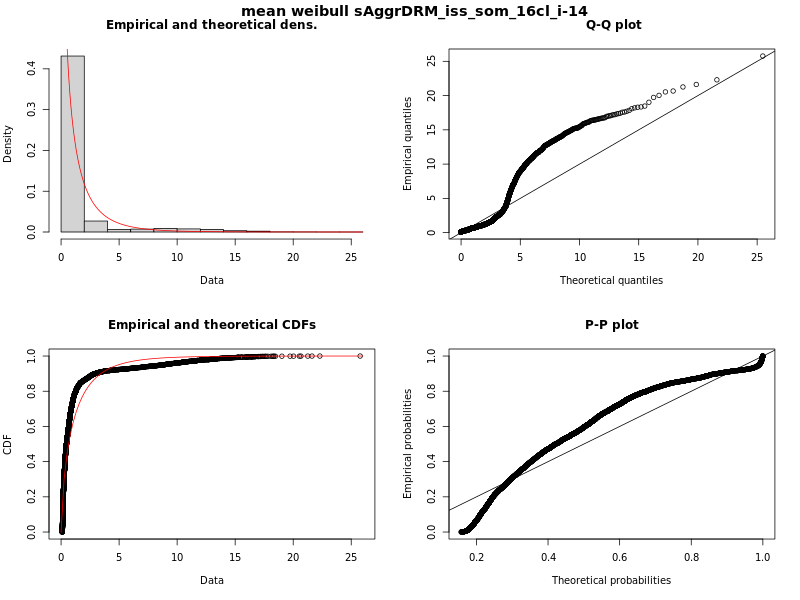 mean weibull sAggrDRM_iss_som_16cl_i-14
Empirical and theoretical dens.
Density
0.0 0.1 0.2 0.3 0.4
0 5 10 15 20 25
Data
Q-Q plot
Empirical quantiles
0 5 10 15 20 25
0 5 10 15 20 25
Theoretical quantiles
Empirical and theoretical CDFs
CDF
0.0 0.2 0.4 0.6 0.8 1.0
0 5 10 15 20 25
Data
P-P plot
Empirical probabilities
0.0 0.2 0.4 0.6 0.8 1.0
0.2 0.4 0.6 0.8 1.0
Theoretical probabilities